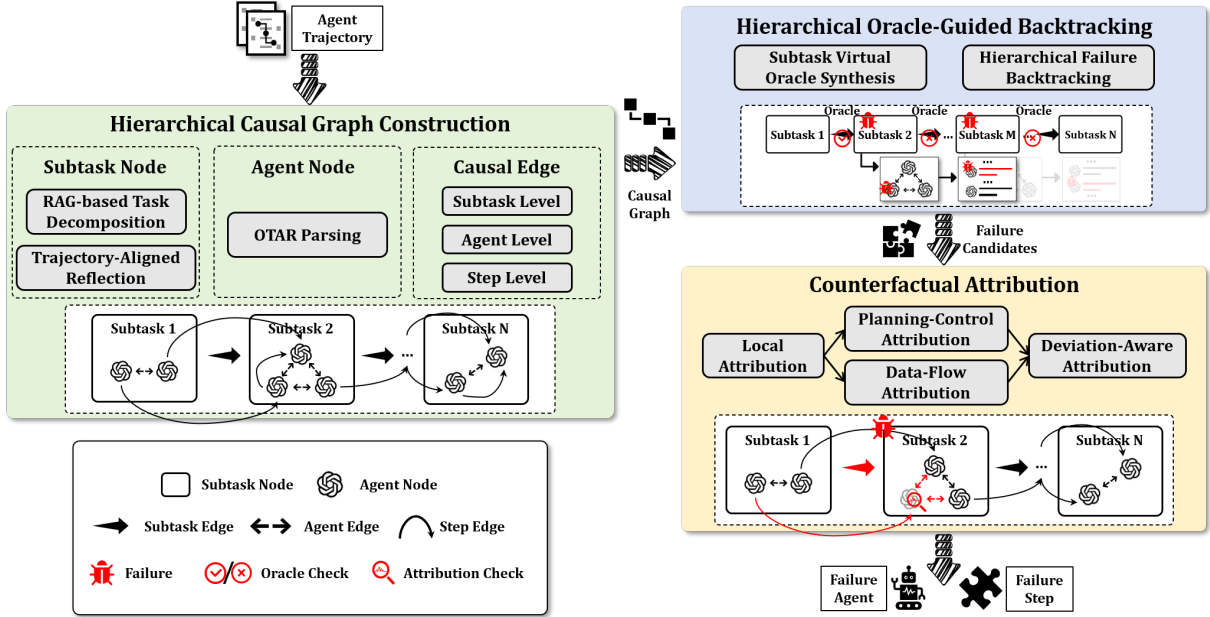 Agent
Trajectory
Hierarchical Causal Graph Construction
Subtask Node
RAG-based Task
Decomposition
Trajectory-Aligned
Reflection
Agent Node
OTAR Parsing
Causal Edge
Subtask Level
Agent Level
Step Level
Subtask 1
Subtask 2
...
Subtask N
Subtask Node
Agent Node
Subtask Edge
Agent Edge
Step Edge
Failure
/
Oracle Check
Attribution Check
Causal
Graph
Hierarchical Oracle-Guided Backtracking
Subtask Virtual
Oracle Synthesis
Hierarchical Failure
Backtracking
Oracle
Oracle
Oracle
Subtask 1
Subtask 2
...
Subtask M
...
Subtask N
...
...
...
...
Failure
Candidates
Counterfactual Attribution
Local
Attribution
Planning-Control
Attribution
Data-Flow
Attribution
Deviation-Aware
Attribution
Subtask 1
Subtask 2
...
Subtask N
Failure
Agent
Failure
Step